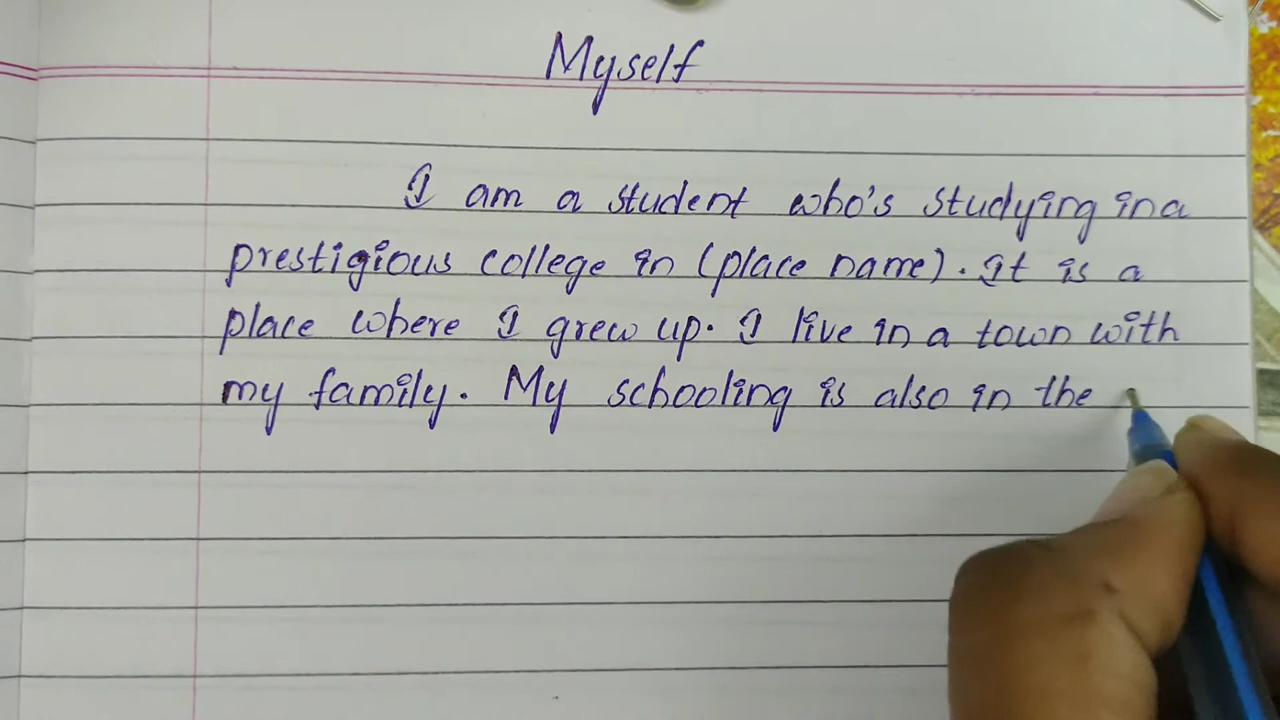 Myself
I am a student who's studying in a
prestigious college in (place name). It is a
place where I grew up. I live in a town with
my family. My schooling is also in the